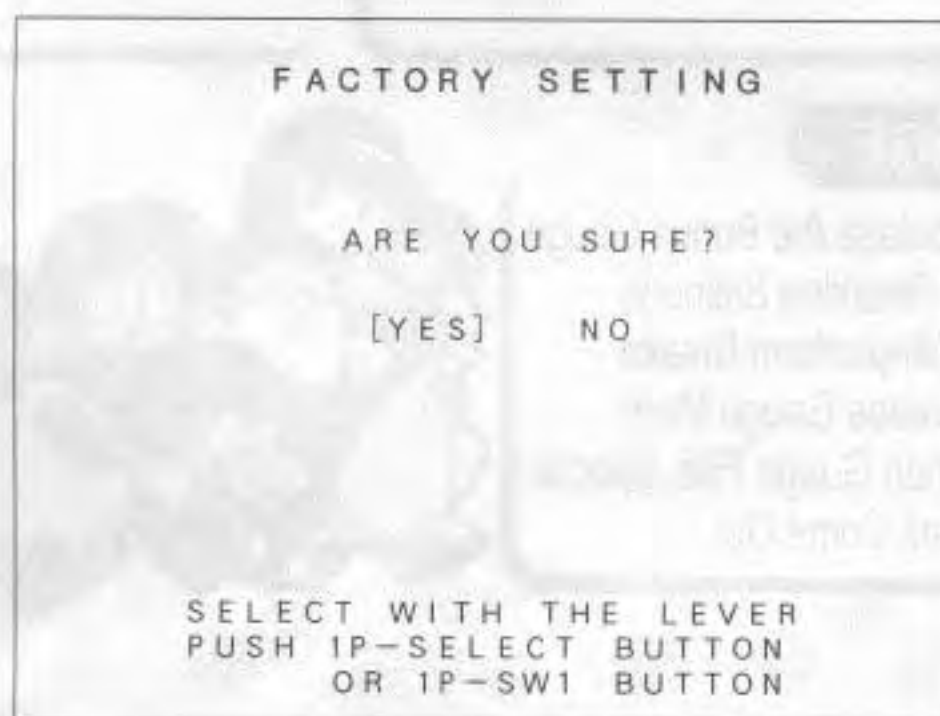 FACTORY SETTING
ARE YOU SURE?
[YES] NO
SELECT WITH THE LEVER
PUSH 1P-SELECT BUTTON
OR 1P-SW1 BUTTON